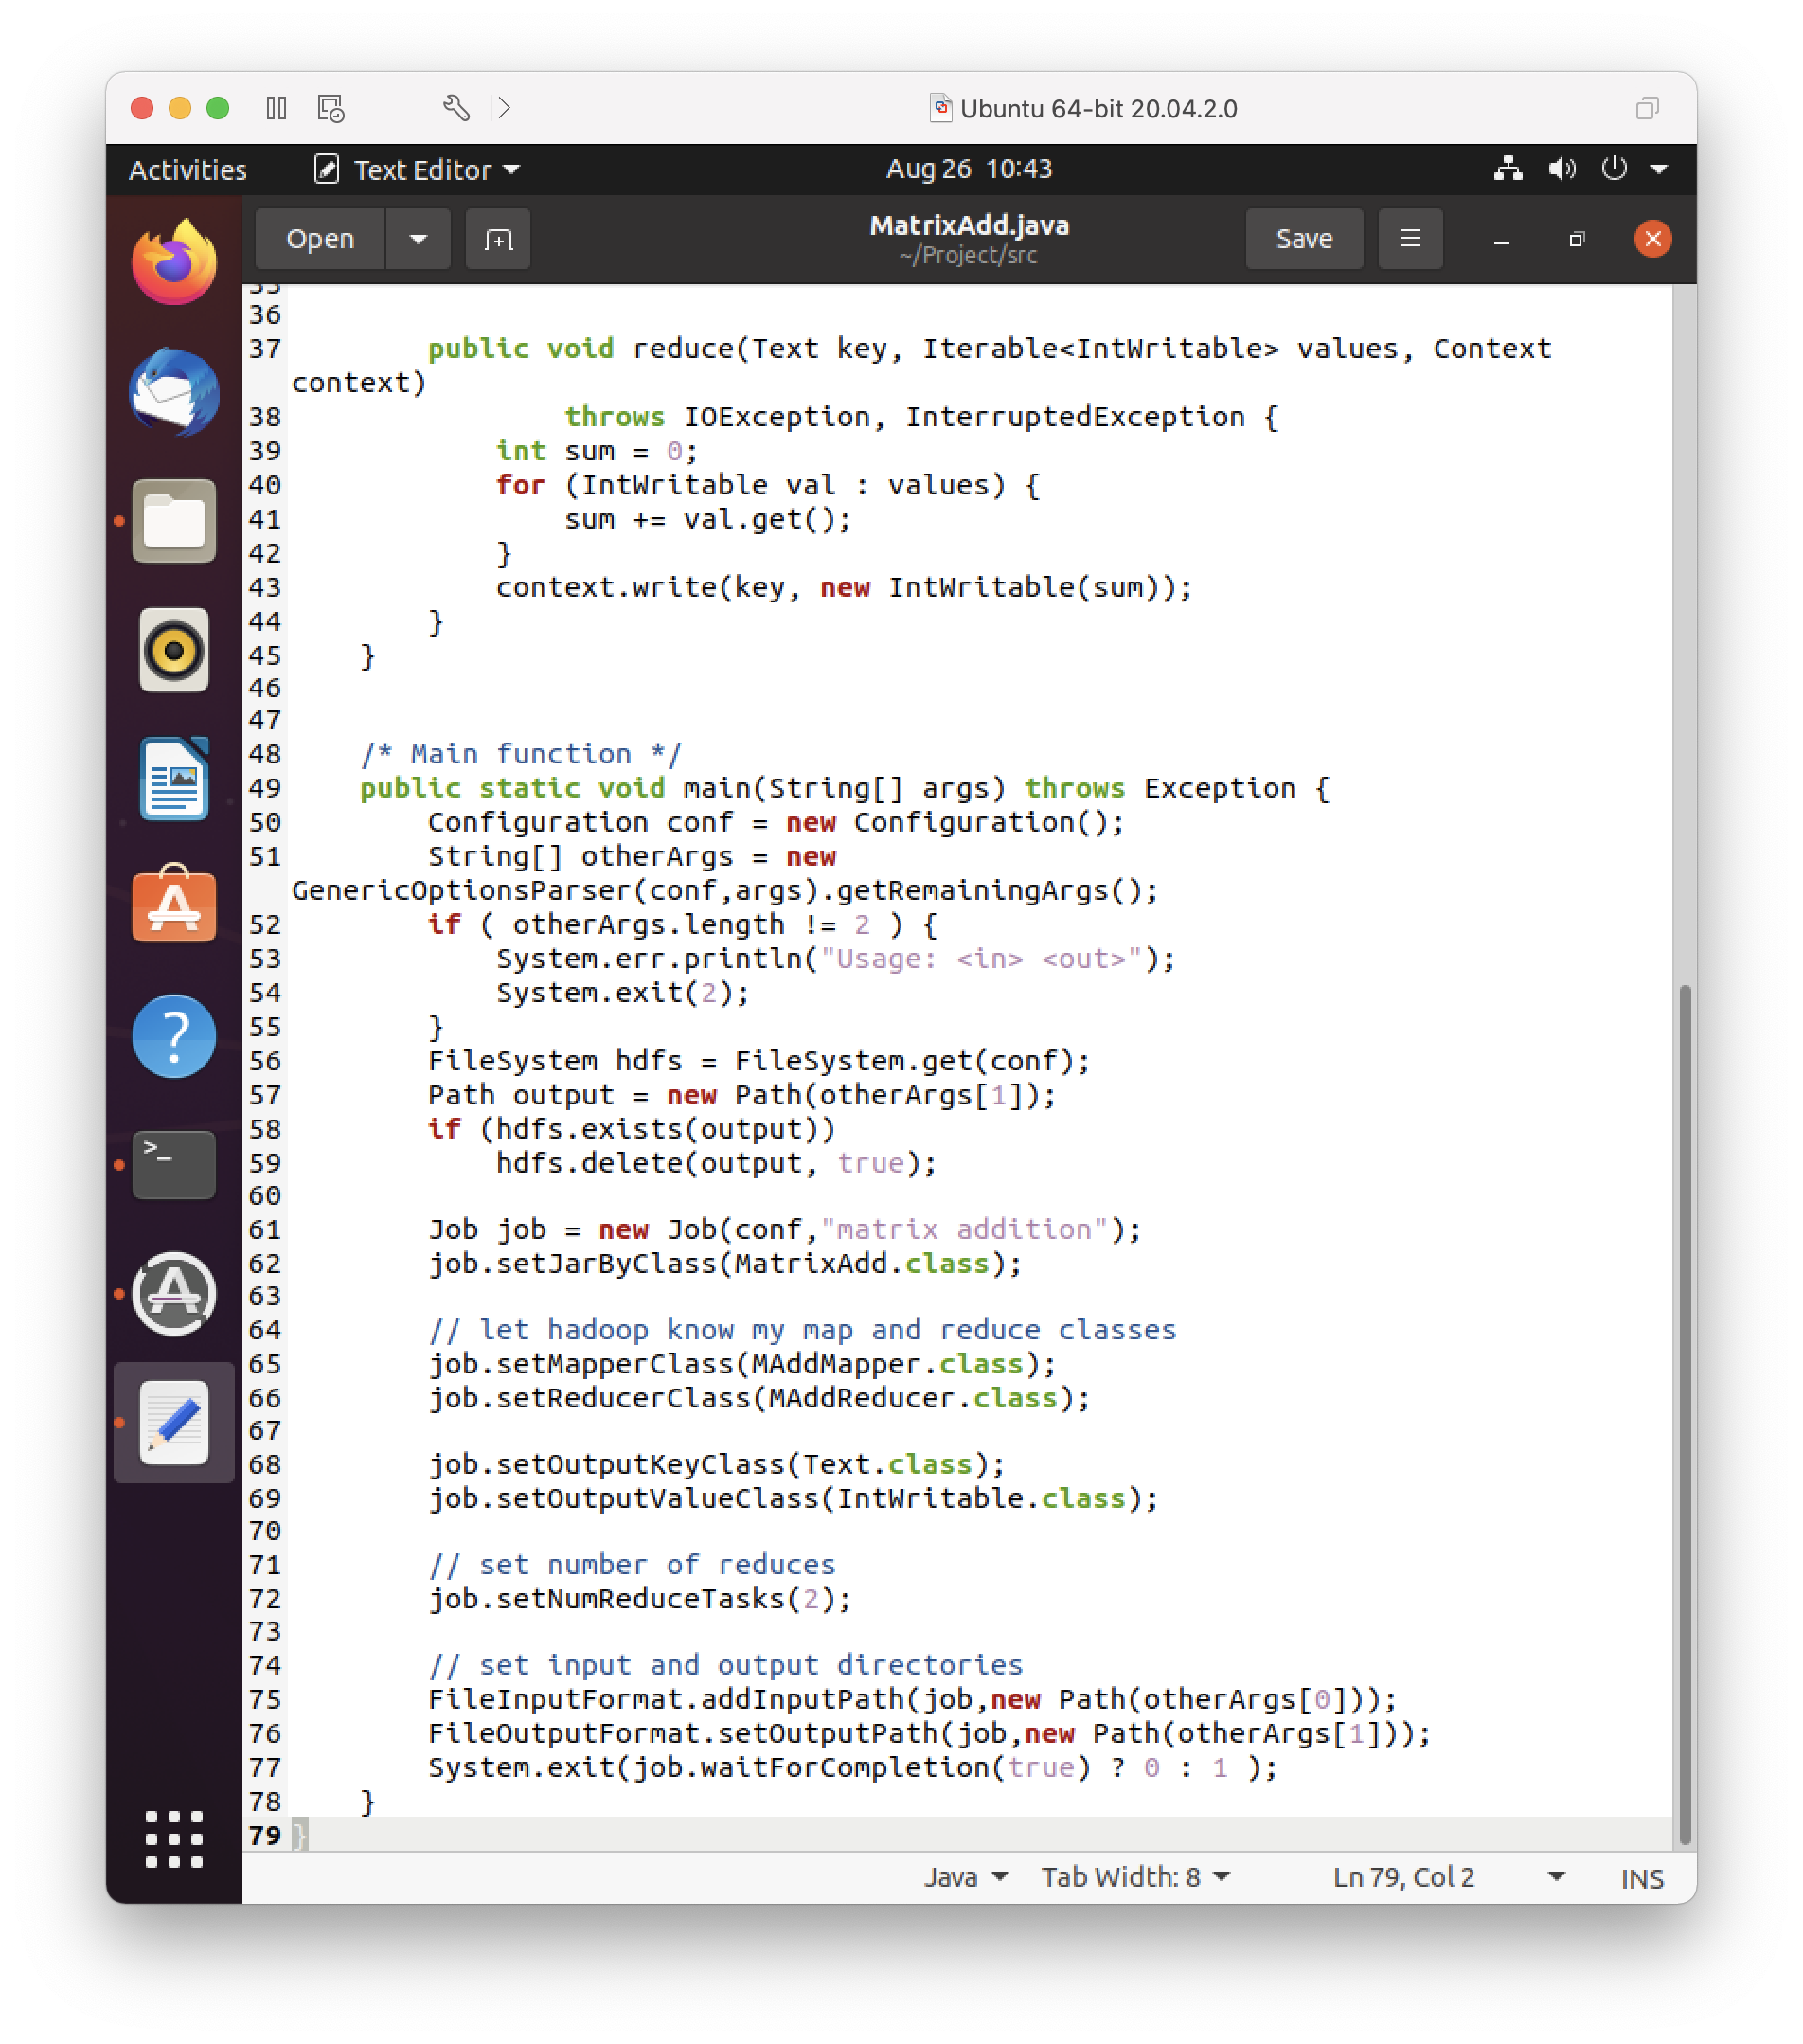 Ubuntu 64-bit 20.04.2.0
Activities Text Editor Aug 26 10:43
Open MatrixAdd.java Save
~/Project/src
35
36
37 public void reduce(Text key, Iterable<IntWritable> values, Context
context)
38 throws IOException, InterruptedException {
39 int sum = 0;
40 for (IntWritable val : values) {
41 sum += val.get();
42 }
43 context.write(key, new IntWritable(sum));
44 }
45 }
46
47
48 /* Main function */
49 public static void main(String[] args) throws Exception {
50 Configuration conf = new Configuration();
51 String[] otherArgs = new
GenericOptionsParser(conf,args).getRemainingArgs();
52 if ( otherArgs.length != 2 ) {
53 System.err.println("Usage: <in> <out>");
54 System.exit(2);
55 }
56 FileSystem hdfs = FileSystem.get(conf);
57 Path output = new Path(otherArgs[1]);
58 if (hdfs.exists(output))
59 hdfs.delete(output, true);
60
61 Job job = new Job(conf,"matrix addition");
62 job.setJarByClass(MatrixAdd.class);
63
64 // let hadoop know my map and reduce classes
65 job.setMapperClass(MAddMapper.class);
66 job.setReducerClass(MAddReducer.class);
67
68 job.setOutputKeyClass(Text.class);
69 job.setOutputValueClass(IntWritable.class);
70
71 // set number of reduces
72 job.setNumReduceTasks(2);
73
74 // set input and output directories
75 FileInputFormat.addInputPath(job,new Path(otherArgs[0]));
76 FileOutputFormat.setOutputPath(job,new Path(otherArgs[1]));
77 System.exit(job.waitForCompletion(true) ? 0 : 1 );
78 }
79 }
Java Tab Width: 8 Ln 79, Col 2 INS